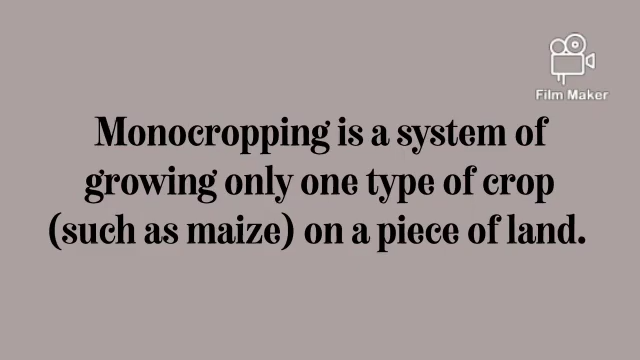 Film Maker
Monocropping is a system of
growing only one type of crop
(such as maize) on a piece of land.